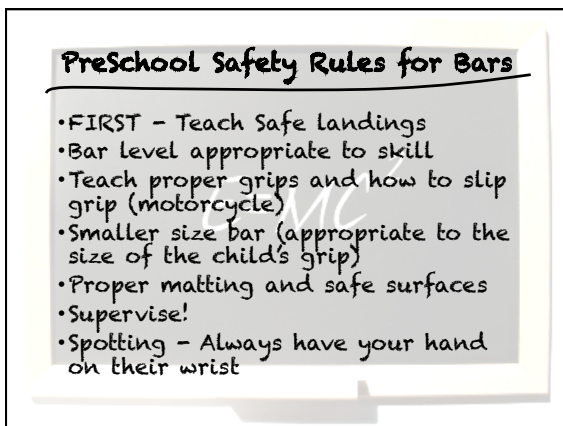 PreSchool Safety Rules for Bars
•FIRST - Teach Safe landings
•Bar level appropriate to skill
•Teach proper grips and how to slip
grip (motorcycle)
•Smaller size bar (appropriate to the
size of the child's grip)
•Proper matting and safe surfaces
•Supervise!
•Spotting - Always have your hand
on their wrist
E=MC²